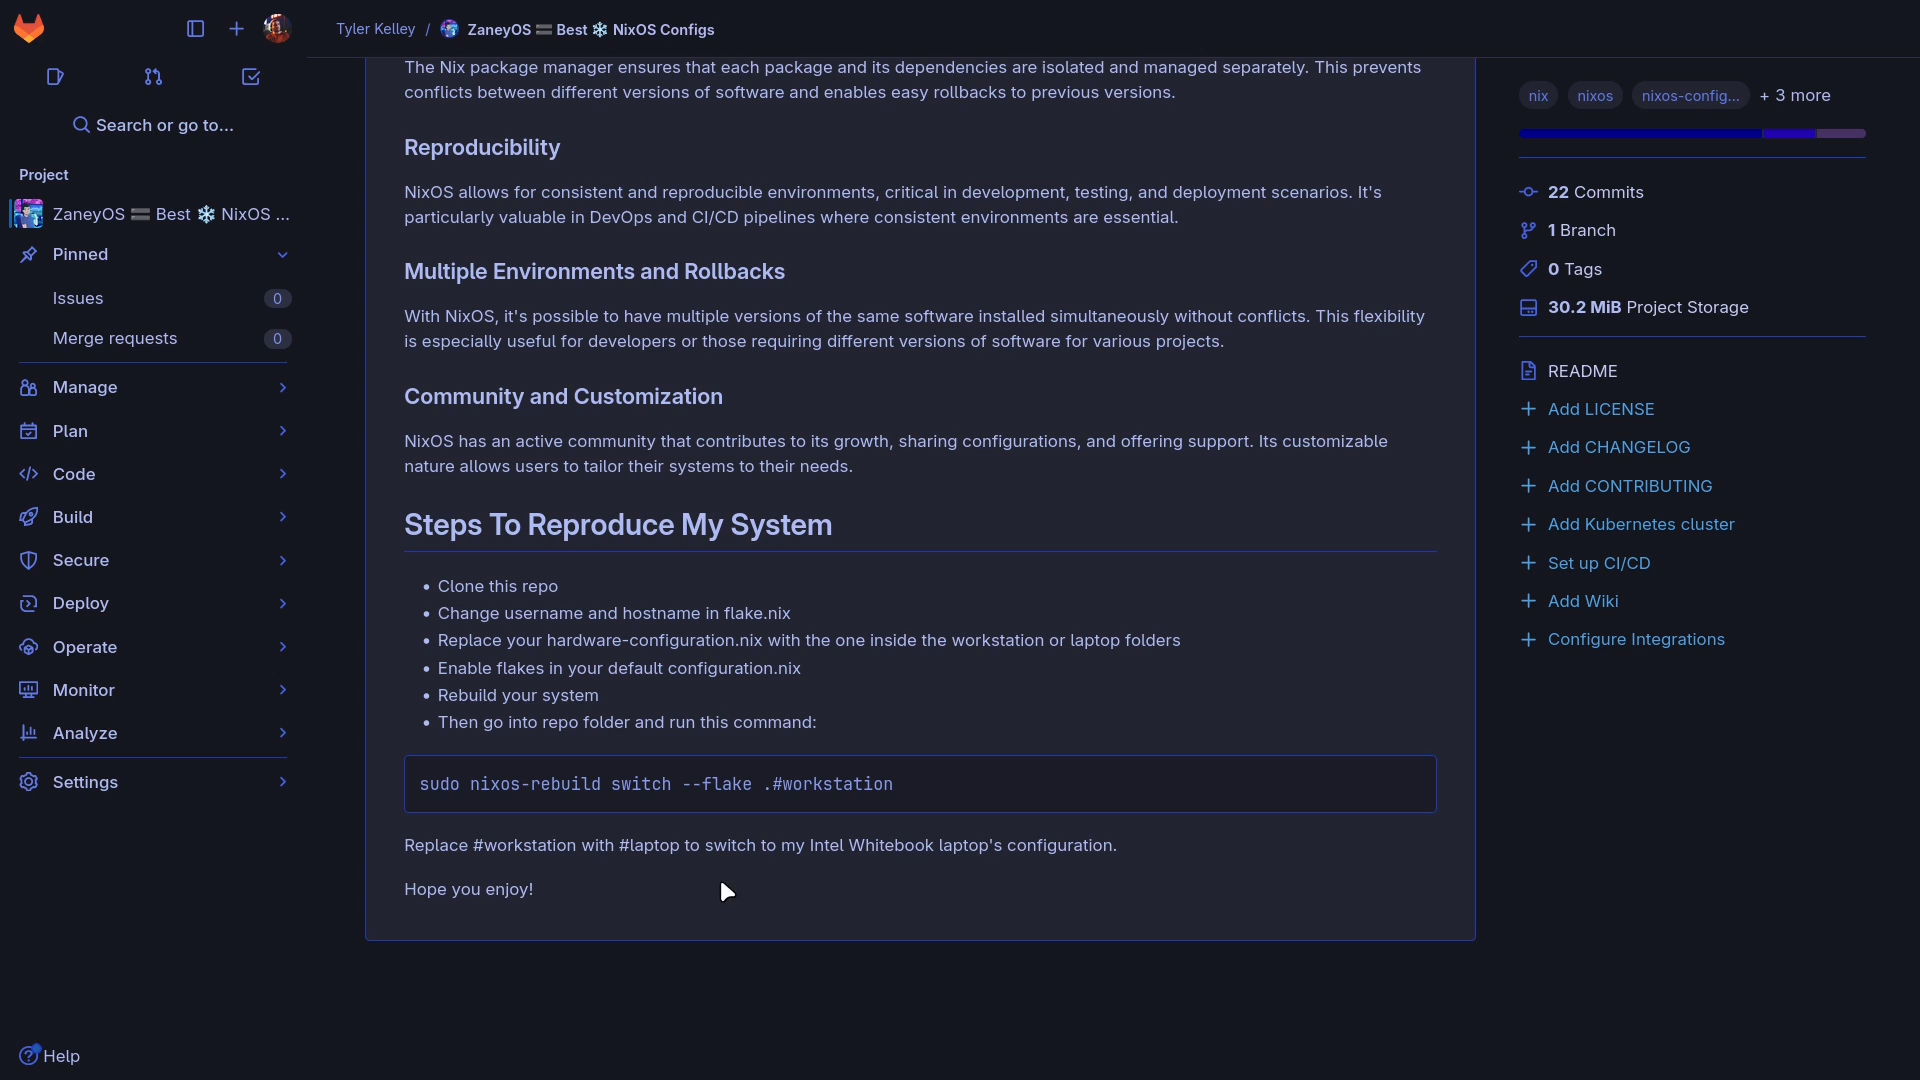 Tyler Kelley / ZaneyOS 🟰 Best ❄️ NixOS Configs
Search or go to...
Project
ZaneyOS 🟰 Best ❄️ NixOS ...
Pinned
Issues 0
Merge requests 0
Manage
Plan
Code
Build
Secure
Deploy
Operate
Monitor
Analyze
Settings
Help
The Nix package manager ensures that each package and its dependencies are isolated and managed separately. This prevents
conflicts between different versions of software and enables easy rollbacks to previous versions.
Reproducibility
NixOS allows for consistent and reproducible environments, critical in development, testing, and deployment scenarios. It's
particularly valuable in DevOps and CI/CD pipelines where consistent environments are essential.
Multiple Environments and Rollbacks
With NixOS, it's possible to have multiple versions of the same software installed simultaneously without conflicts. This flexibility
is especially useful for developers or those requiring different versions of software for various projects.
Community and Customization
NixOS has an active community that contributes to its growth, sharing configurations, and offering support. Its customizable
nature allows users to tailor their systems to their needs.
Steps To Reproduce My System
• Clone this repo
• Change username and hostname in flake.nix
• Replace your hardware-configuration.nix with the one inside the workstation or laptop folders
• Enable flakes in your default configuration.nix
• Rebuild your system
• Then go into repo folder and run this command:
sudo nixos-rebuild switch --flake .#workstation
Replace #workstation with #laptop to switch to my Intel Whitebook laptop's configuration.
Hope you enjoy!
nix nixos nixos-config... + 3 more
22 Commits
1 Branch
0 Tags
30.2 MiB Project Storage
README
Add LICENSE
Add CHANGELOG
Add CONTRIBUTING
Add Kubernetes cluster
Set up CI/CD
Add Wiki
Configure Integrations